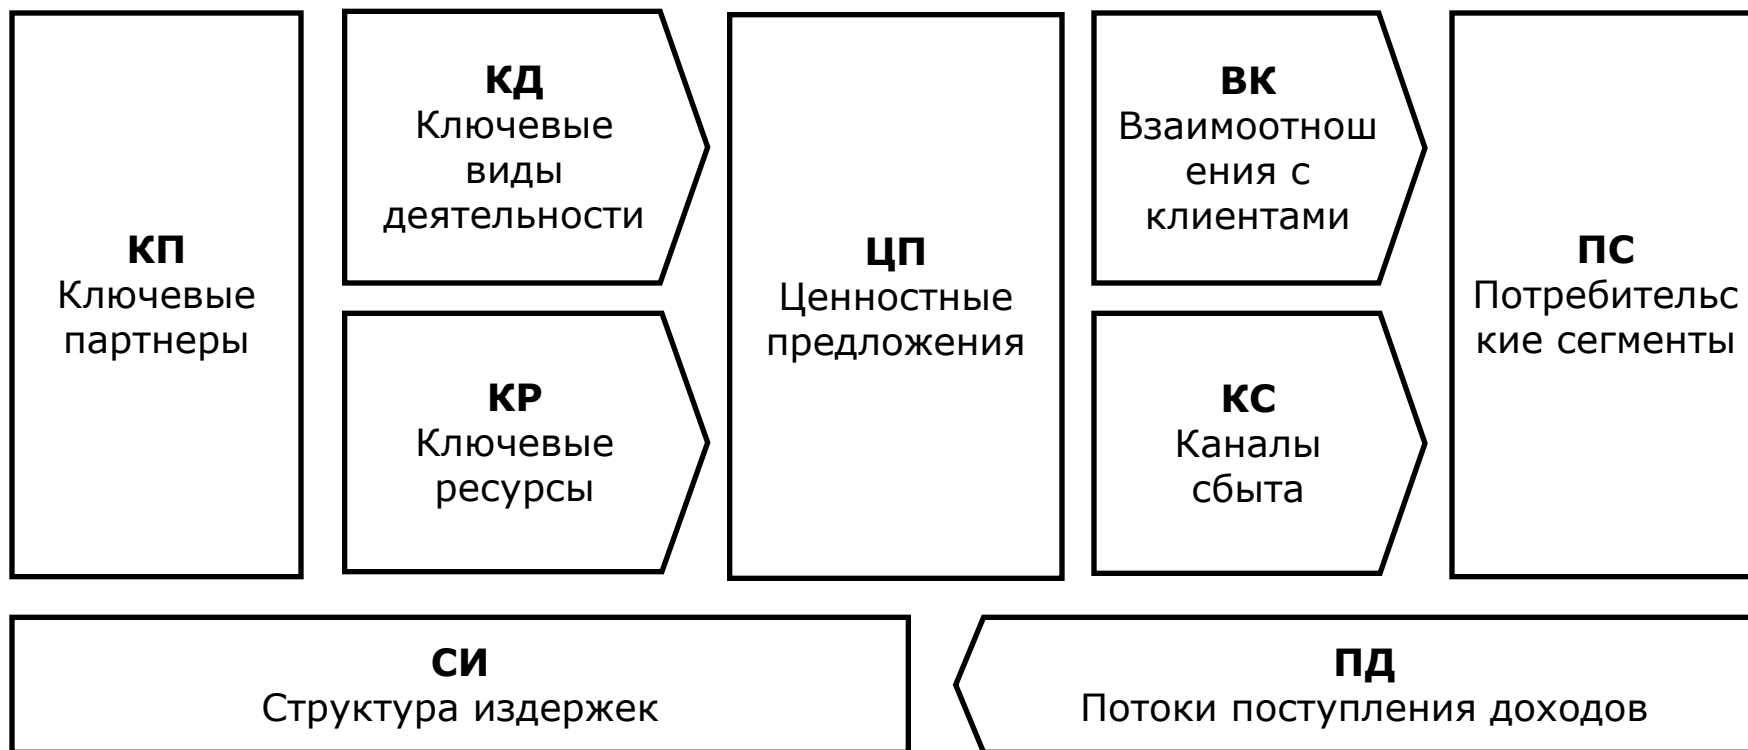 КП
Ключевые
партнеры
КД
Ключевые
виды
деятельности
КР
Ключевые
ресурсы
ЦП
Ценностные
предложения
ВК
Взаимоотнош
ения с
клиентами
КС
Каналы
сбыта
ПС
Потребительс
кие сегменты
СИ
Структура издержек
ПД
Потоки поступления доходов